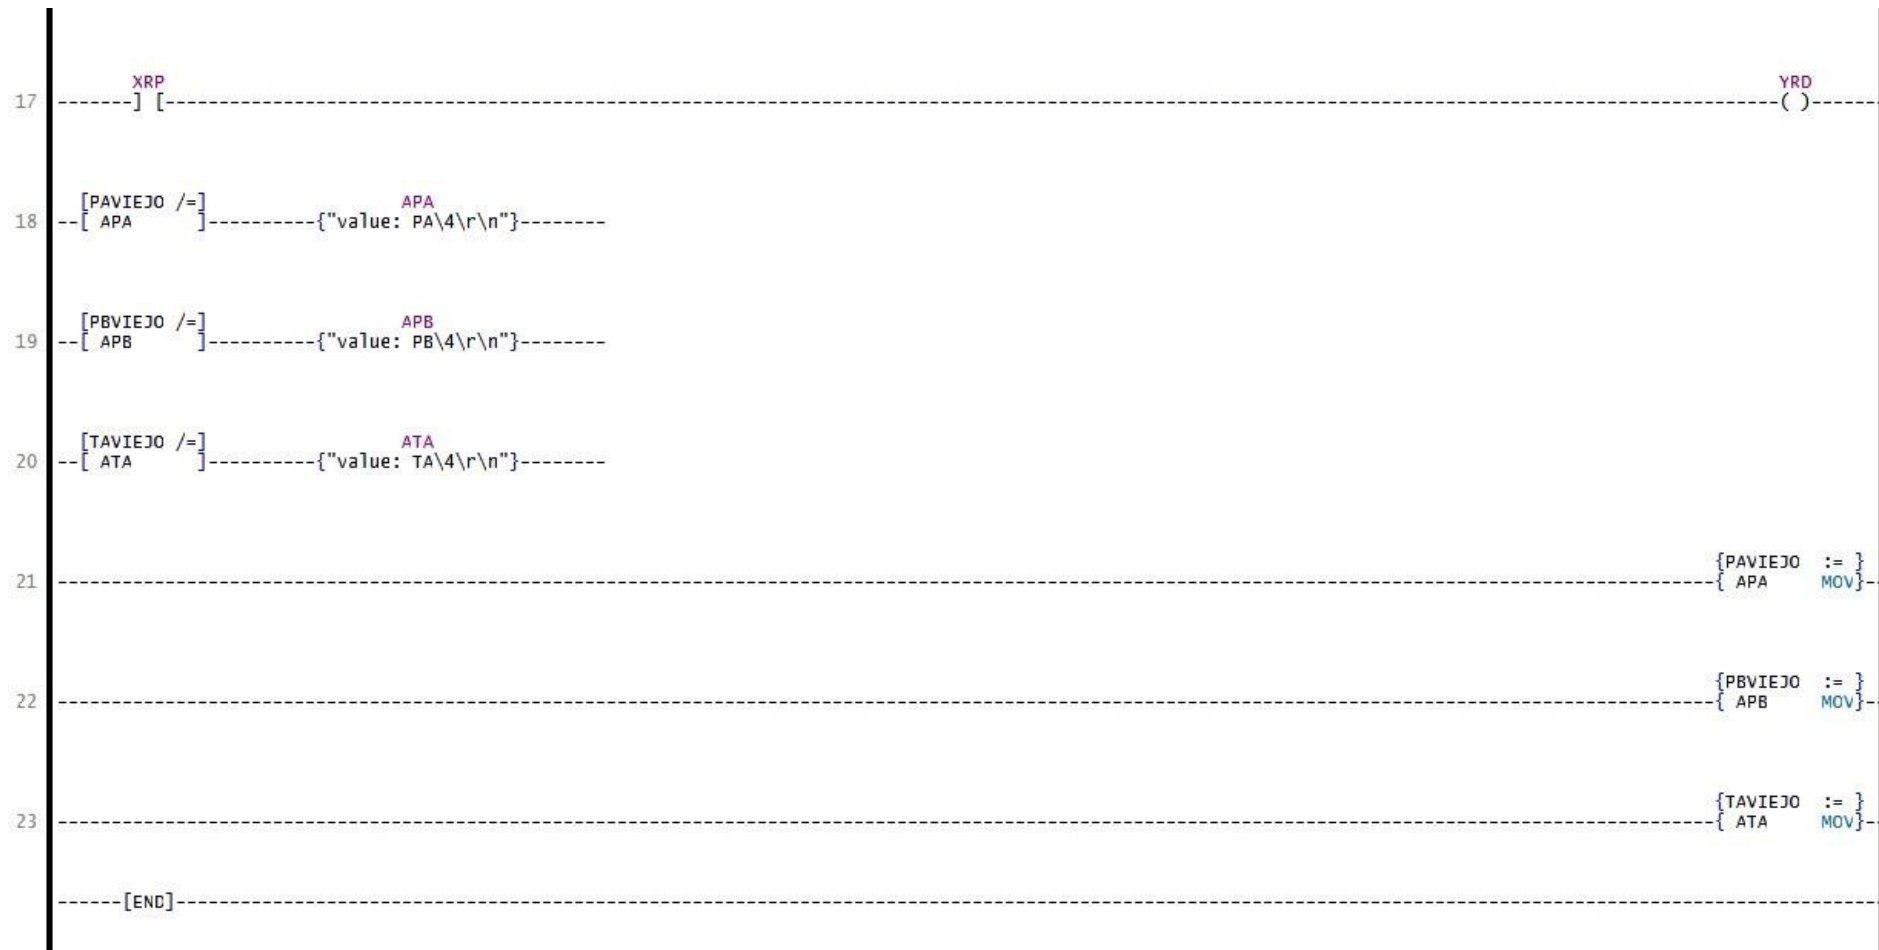 XRP YRD
17 -------] [----------------------------------------( )------
[PAVIEJO /=] APA
18 --[ APA ]----------{"value: PA\4\r\n"}--------
[PBVIEJO /=] APB
19 --[ APB ]----------{"value: PB\4\r\n"}--------
[TAVIEJO /=] ATA
20 --[ ATA ]----------{"value: TA\4\r\n"}--------
{PAVIEJO := }
21 ----------------------------------------{ APA MOV}-
{PBVIEJO := }
22 ----------------------------------------{ APB MOV}-
{TAVIEJO := }
23 ----------------------------------------{ ATA MOV}-
------[END]----------------------------------------